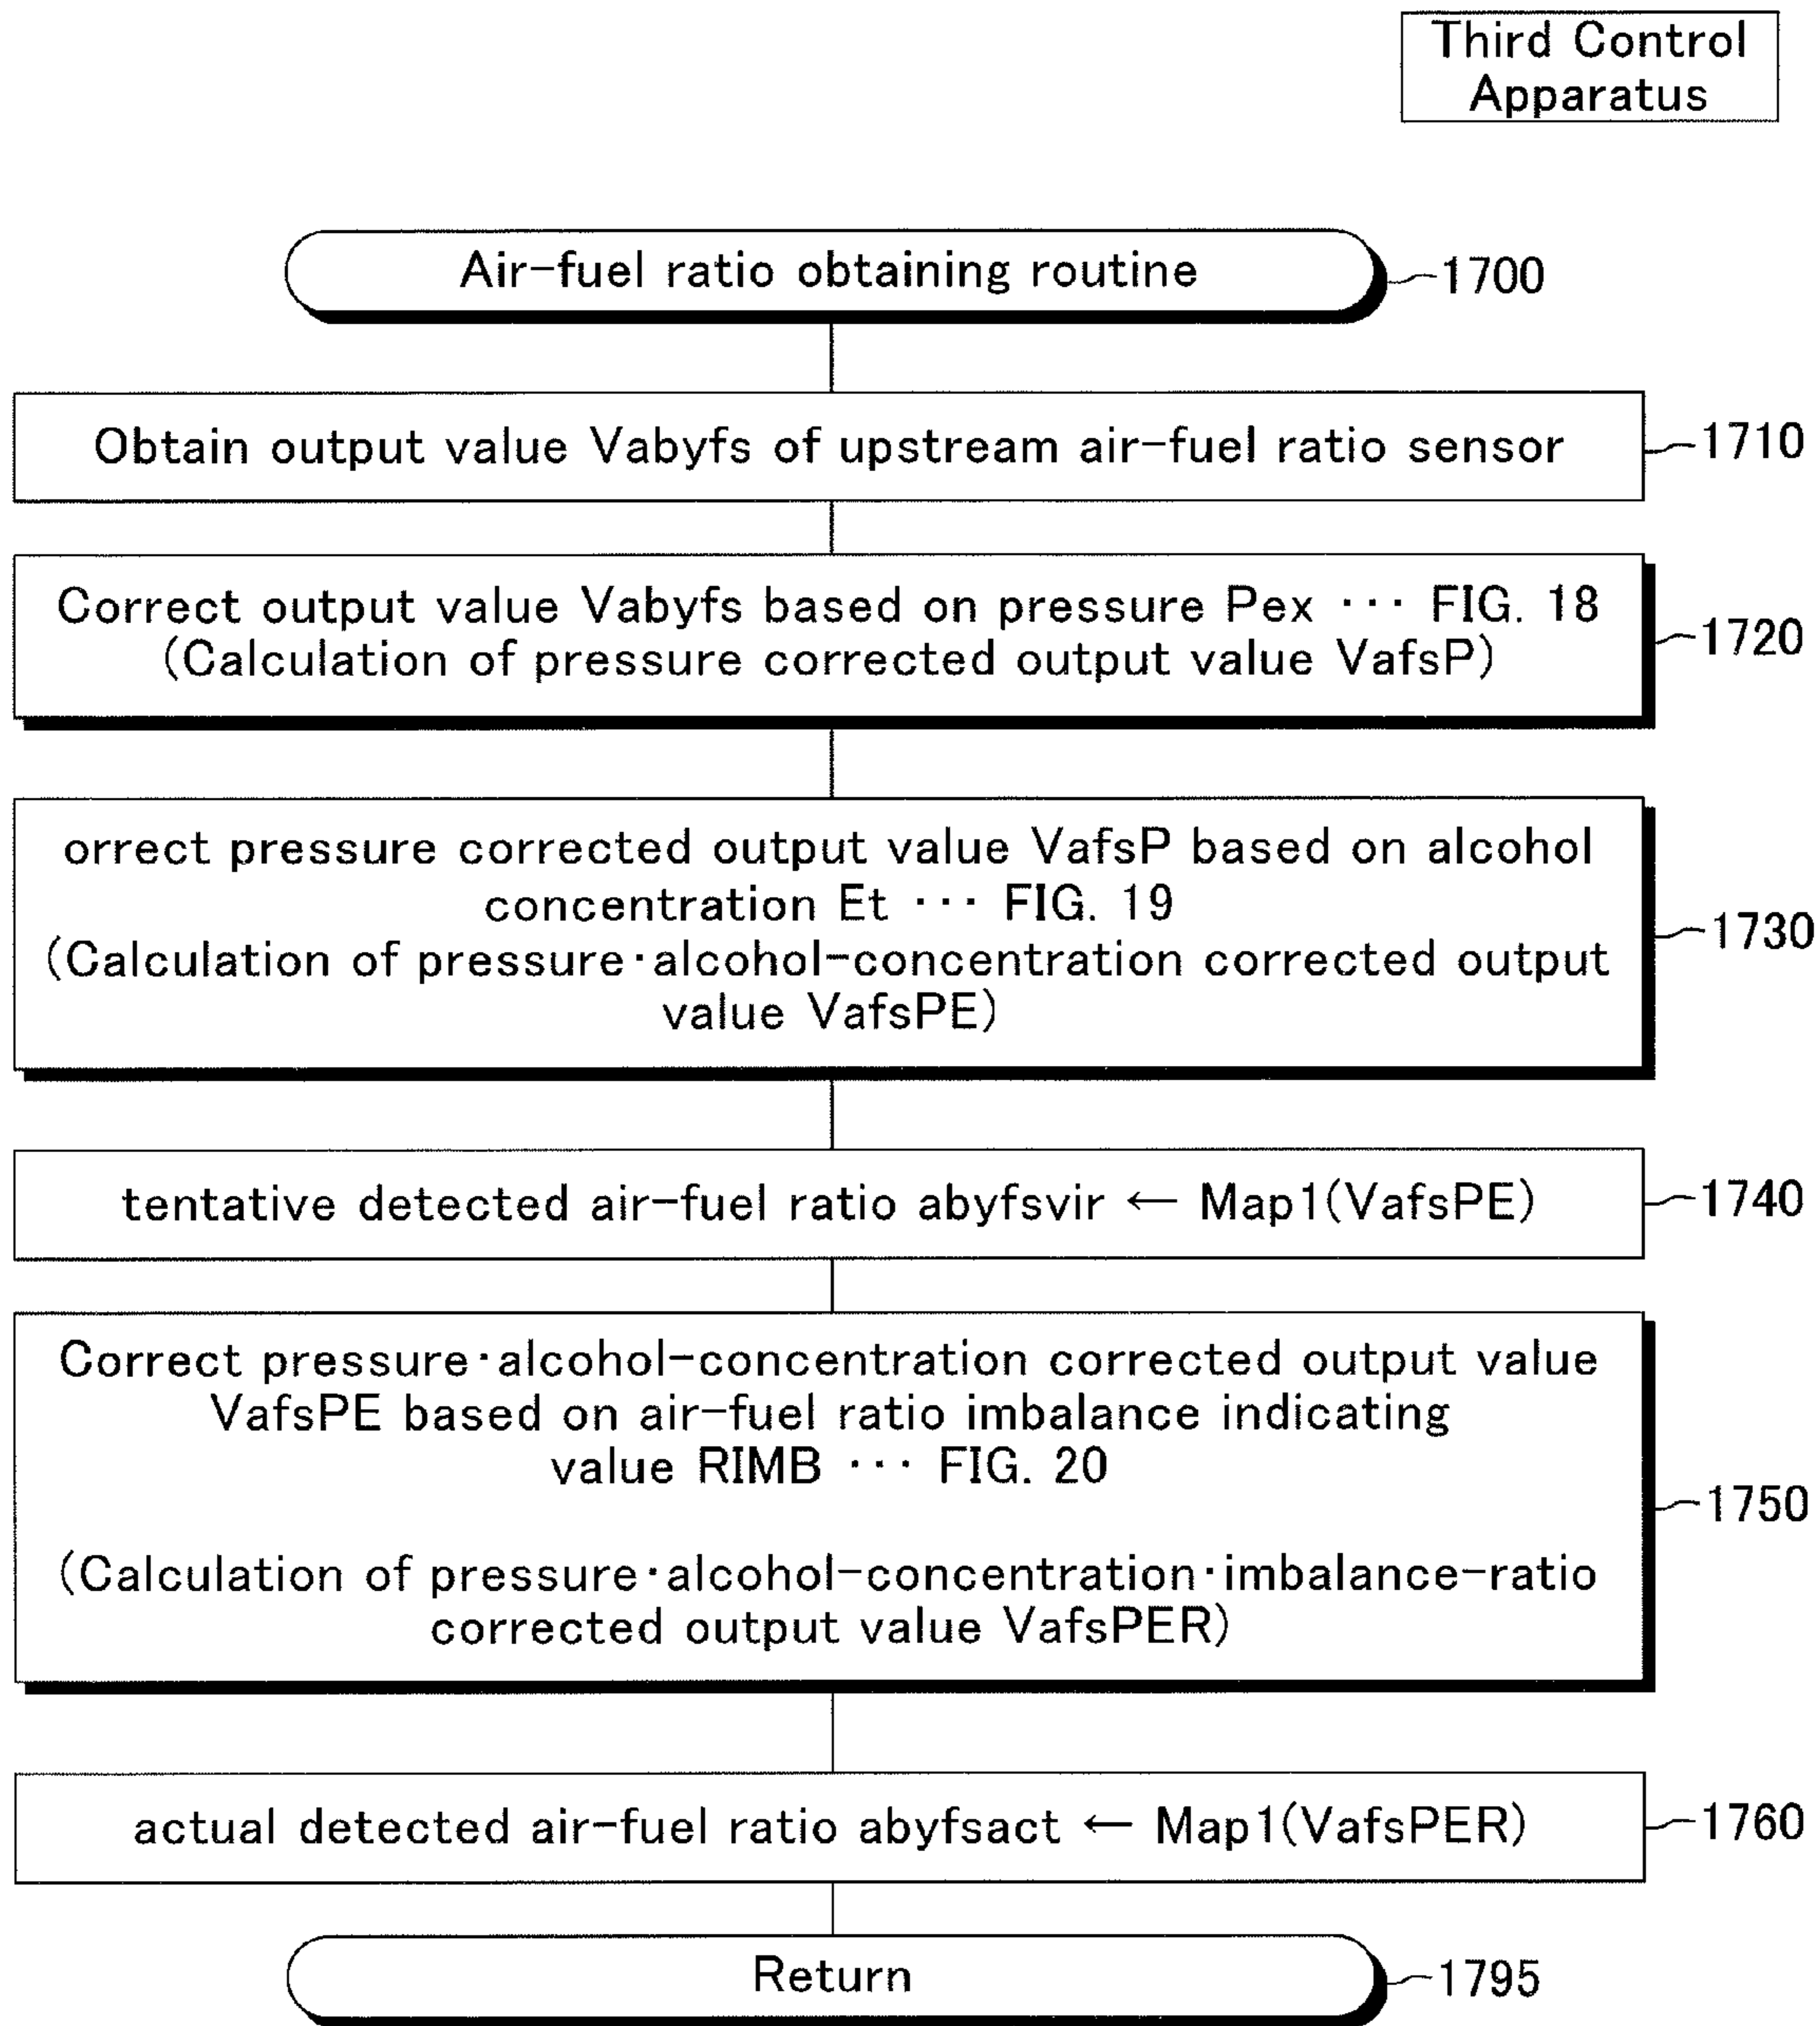 Third Control
Apparatus
Air-fuel ratio obtaining routine
1700
Obtain output value Vabyfs of upstream air-fuel ratio sensor
1710
Correct output value Vabyfs based on pressure Pex ··· FIG. 18
(Calculation of pressure corrected output value VafsP)
1720
orrect pressure corrected output value VafsP based on alcohol
concentration Et ··· FIG. 19
(Calculation of pressure·alcohol-concentration corrected output
value VafsPE)
1730
tentative detected air-fuel ratio abyfsvir ← Map1(VafsPE)
1740
Correct pressure·alcohol-concentration corrected output value
VafsPE based on air-fuel ratio imbalance indicating
value RIMB ··· FIG. 20
(Calculation of pressure·alcohol-concentration·imbalance-ratio
corrected output value VafsPER)
1750
actual detected air-fuel ratio abyfsact ← Map1(VafsPER)
1760
Return
1795